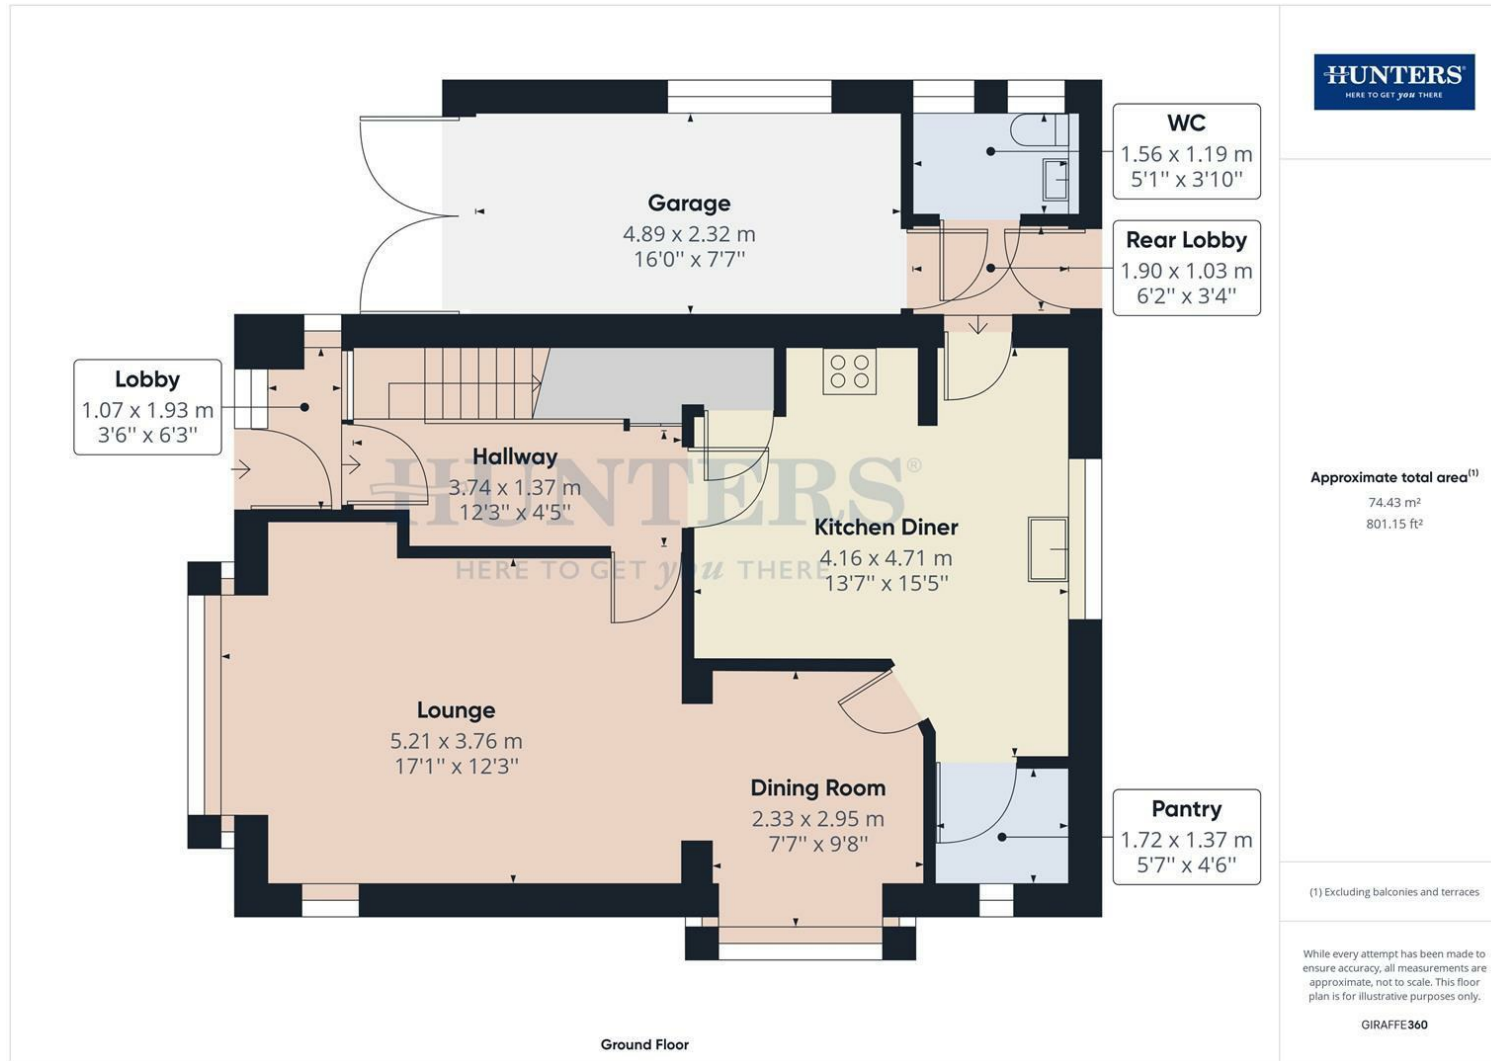 HUNTERS®
HERE TO GET you THERE
WC
1.56 x 1.19 m
5'1" x 3'10"
Garage
4.89 x 2.32 m
16'0" x 7'7"
Rear Lobby
1.90 x 1.03 m
6'2" x 3'4"
Lobby
1.07 x 1.93 m
3'6" x 6'3"
Hallway
3.74 x 1.37 m
12'3" x 4'5"
HUNTERS®
HERE TO GET you THERE
Kitchen Diner
4.16 x 4.71 m
13'7" x 15'5"
Lounge
5.21 x 3.76 m
17'1" x 12'3"
Dining Room
2.33 x 2.95 m
7'7" x 9'8"
Pantry
1.72 x 1.37 m
5'7" x 4'6"
Ground Floor
Approximate total area(1)
74.43 m²
801.15 ft²
(1) Excluding balconies and terraces
While every attempt has been made to
ensure accuracy, all measurements are
approximate, not to scale. This floor
plan is for illustrative purposes only.
GIRAFFE360